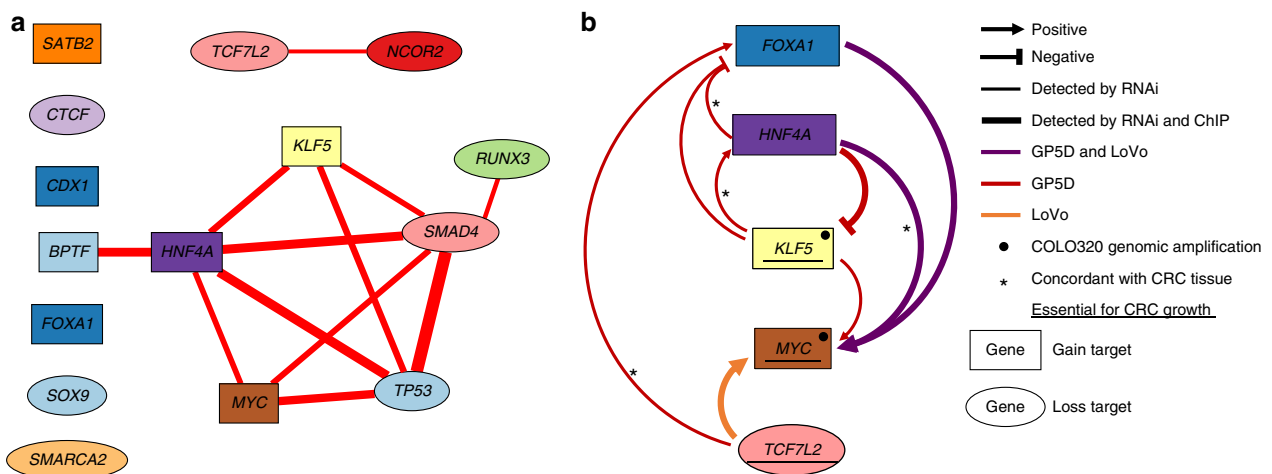 a
SATB2
TCF7L2
NCOR2
CTCF
KLF5
RUNX3
CDX1
SMAD4
BPTF
HNF4A
FOXA1
SOX9
MYC
TP53
SMARCA2
b
FOXA1
*
HNF4A
*
*
KLF5
MYC
*
TCF7L2
Positive
Negative
Detected by RNAi
Detected by RNAi and ChIP
GP5D and LoVo
GP5D
LoVo
COLO320 genomic amplification
* Concordant with CRC tissue
Essential for CRC growth
Gene Gain target
Gene Loss target